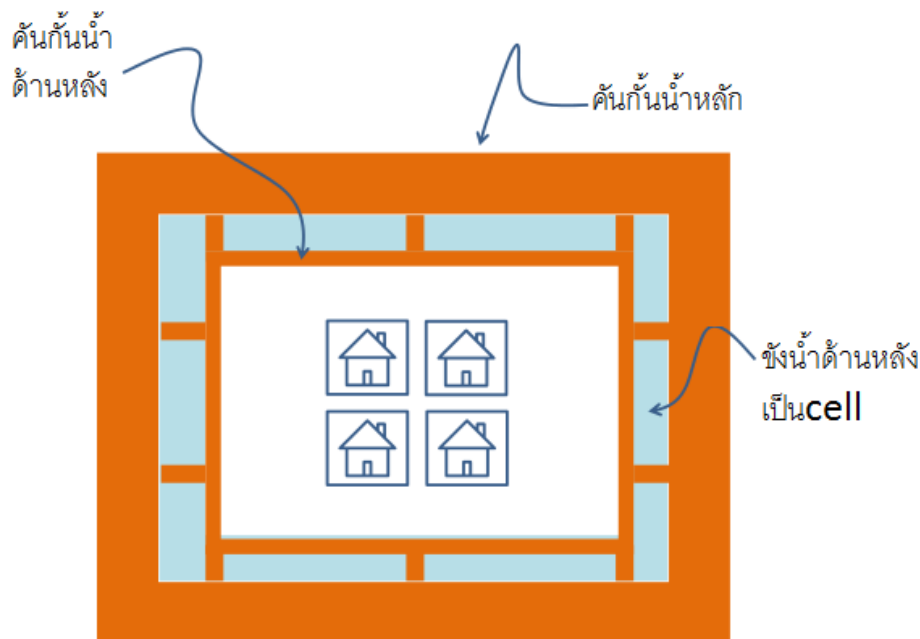 คันกั้นน้ำ
ด้านหลัง
คันกั้นน้ำหลัก
ขังน้ำด้านหลัง
เป็นcell